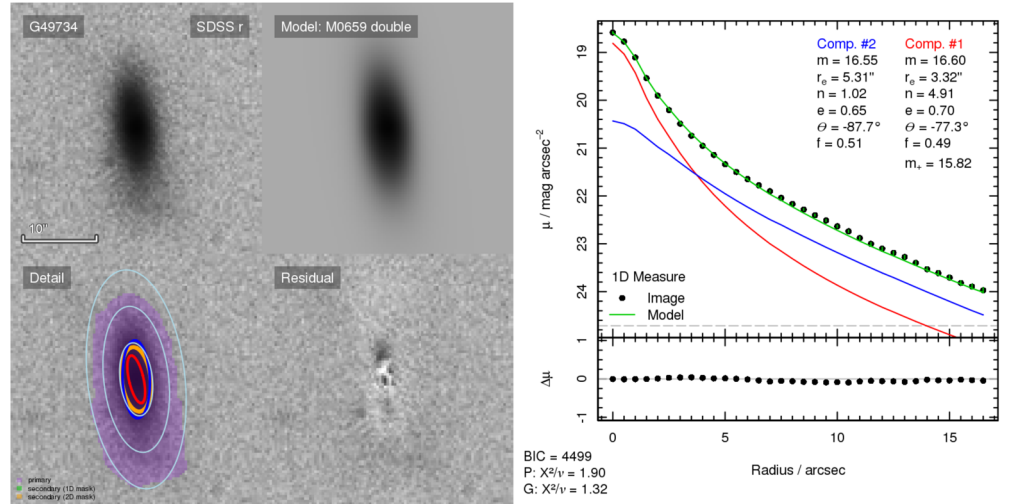 G49734
SDSS r
Model: M0659 double
10"
Detail
Residual
primary
secondary (1D mask)
secondary (2D mask)
μ / mag arcsec⁻²
19
20
21
22
23
24
Comp. #2
m = 16.55
rₑ = 5.31"
n = 1.02
e = 0.65
Θ = -87.7°
f = 0.51
Comp. #1
m = 16.60
rₑ = 3.32"
n = 4.91
e = 0.70
Θ = -77.3°
f = 0.49
m₊ = 15.82
1D Measure
Image
Model
Δμ
1
0
-1
0
5
10
15
Radius / arcsec
BIC = 4499
P: X²/ν = 1.90
G: X²/ν = 1.32